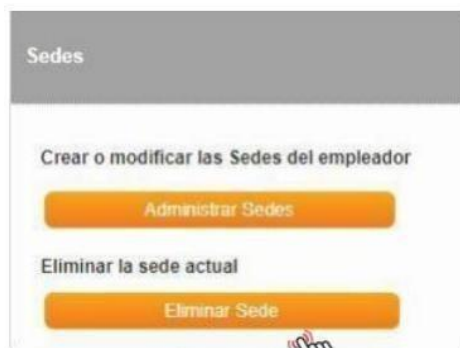 Sedes
Crear o modificar las Sedes del empleador
Administrar Sedes
Eliminar la sede actual
Eliminar Sede